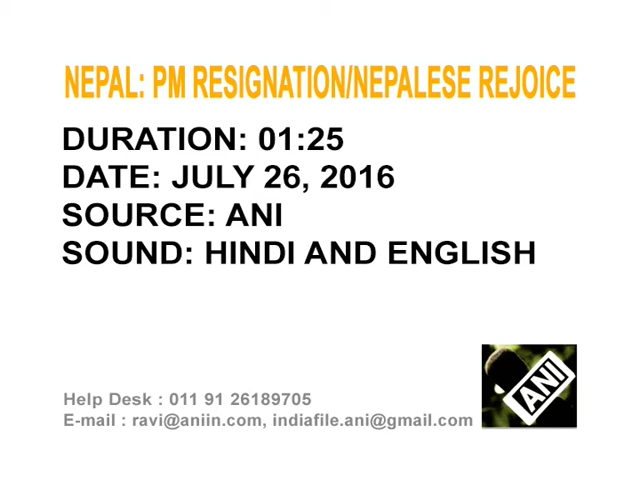 NEPAL: PM RESIGNATION/NEPALESE REJOICE
DURATION: 01:25
DATE: JULY 26, 2016
SOURCE: ANI
SOUND: HINDI AND ENGLISH
ANI
Help Desk : 011 91 26189705
E-mail : ravi@aniin.com, indiafile.ani@gmail.com